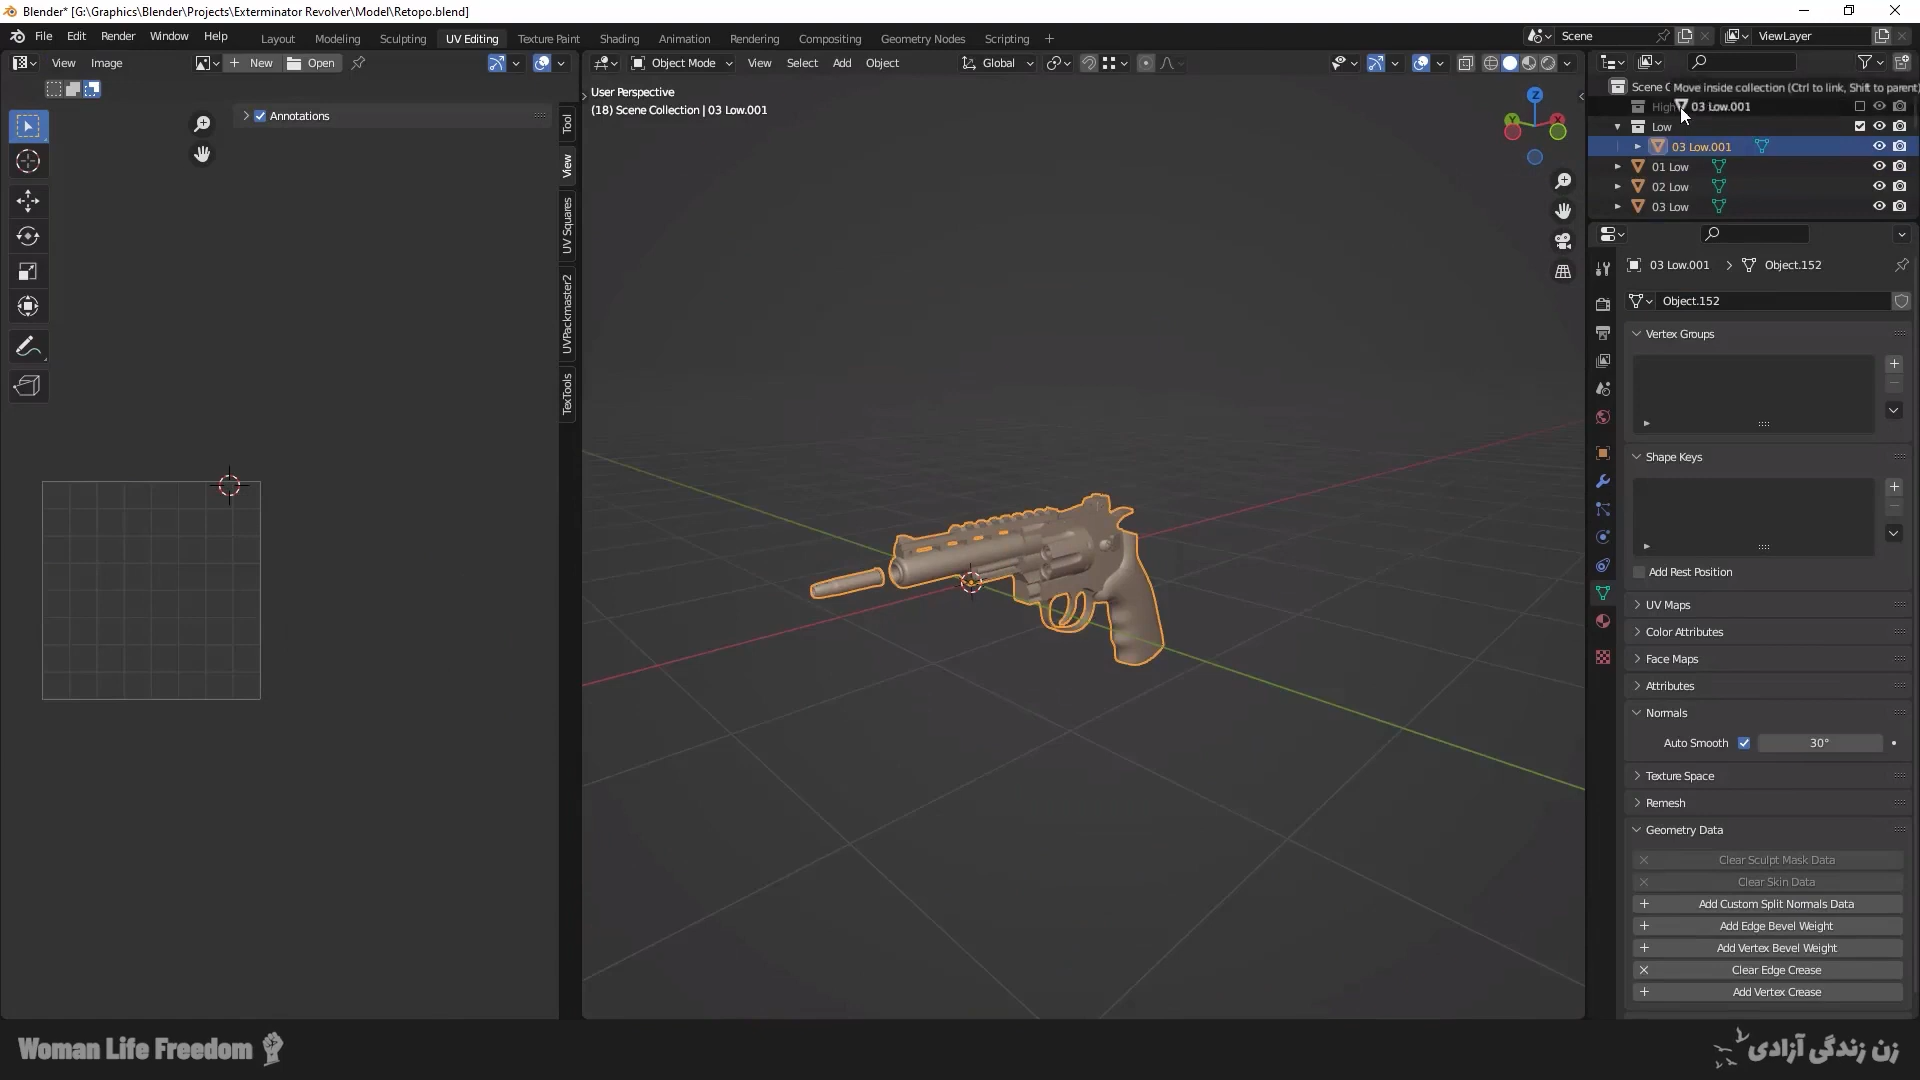 Blender* [G:\Graphics\Blender\Projects\Exterminator Revolver\Model\Retopo.blend]
File Edit Render Window Help
Layout Modeling Sculpting UV Editing Texture Paint Shading Animation Rendering Compositing Geometry Nodes Scripting +
Scene
ViewLayer
View Image
New Open
Object Mode View Select Add Object
Global
Annotations
Tool
View
UV Squares
UVPackmaster2
TexTools
User Perspective
(18) Scene Collection | 03 Low.001
Z
Y
X
Scene C
Move inside collection (Ctrl to link, Shift to parent)
High
03 Low.001
Low
03 Low.001
01 Low
02 Low
03 Low
03 Low.001 > Object.152
Object.152
Vertex Groups
Shape Keys
Add Rest Position
UV Maps
Color Attributes
Face Maps
Attributes
Normals
Auto Smooth 30°
Texture Space
Remesh
Geometry Data
Clear Sculpt Mask Data
Clear Skin Data
Add Custom Split Normals Data
Add Edge Bevel Weight
Add Vertex Bevel Weight
Clear Edge Crease
Add Vertex Crease
Woman Life Freedom
زن زندگی آزادی